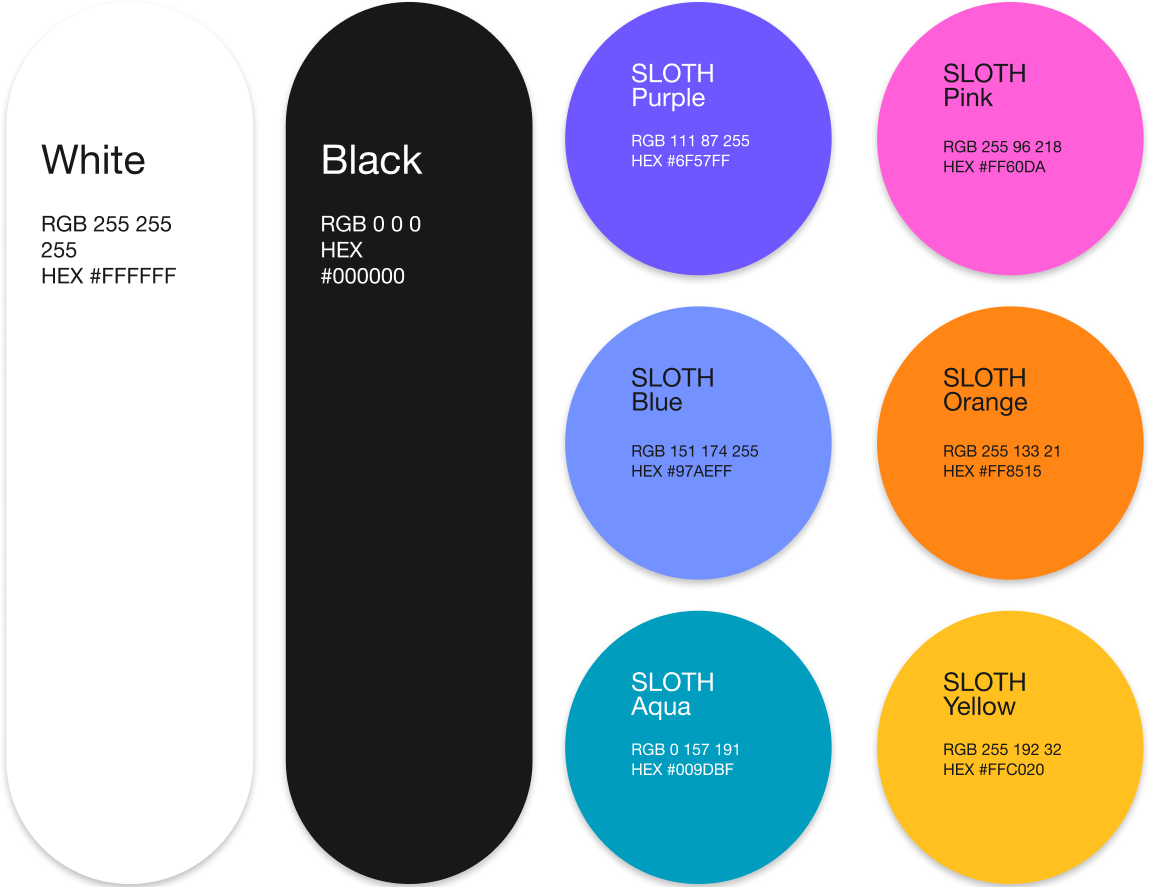 White
RGB 255 255
255
HEX #FFFFFF
Black
RGB 0 0 0
HEX
#000000
SLOTH
Purple
RGB 111 87 255
HEX #6F57FF
SLOTH
Pink
RGB 255 96 218
HEX #FF60DA
SLOTH
Blue
RGB 151 174 255
HEX #97AEFF
SLOTH
Orange
RGB 255 133 21
HEX #FF8515
SLOTH
Aqua
RGB 0 157 191
HEX #009DBF
SLOTH
Yellow
RGB 255 192 32
HEX #FFC020